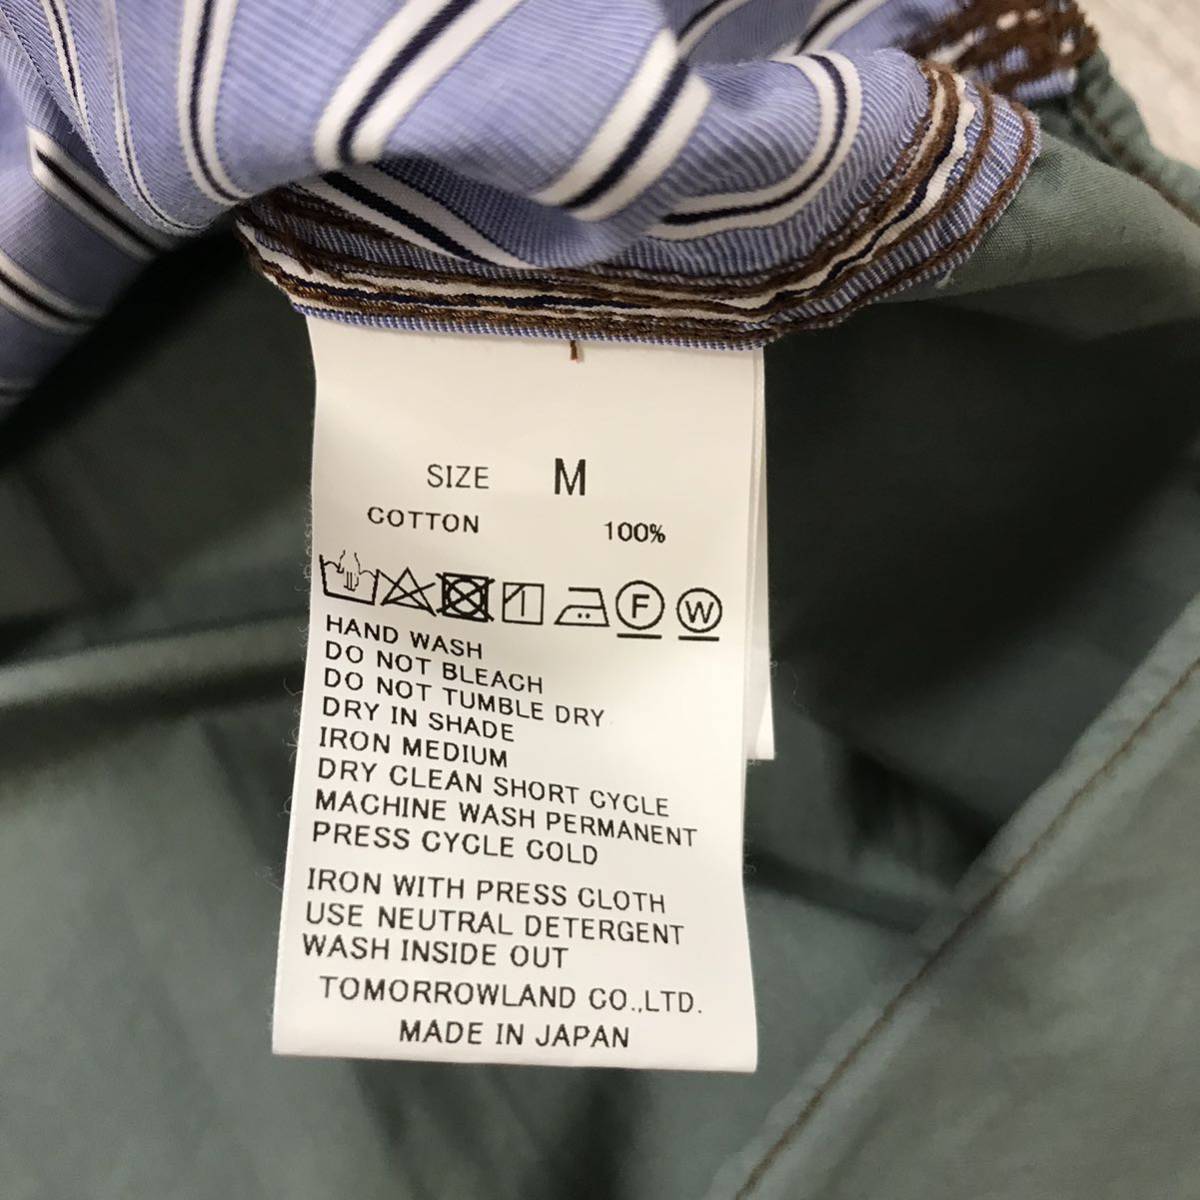 SIZE M
COTTON 100%
F W
HAND WASH
DO NOT BLEACH
DO NOT TUMBLE DRY
DRY IN SHADE
IRON MEDIUM
DRY CLEAN SHORT CYCLE
MACHINE WASH PERMANENT
PRESS CYCLE COLD
IRON WITH PRESS CLOTH
USE NEUTRAL DETERGENT
WASH INSIDE OUT
TOMORROWLAND CO.,LTD.
MADE IN JAPAN